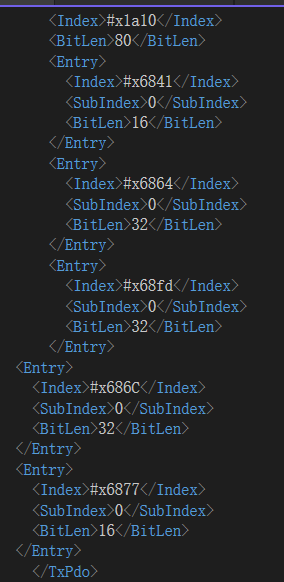 <Index>#x1a10</Index>
<BitLen>80</BitLen>
<Entry>
<Index>#x6841</Index>
<SubIndex>0</SubIndex>
<BitLen>16</BitLen>
</Entry>
<Entry>
<Index>#x6864</Index>
<SubIndex>0</SubIndex>
<BitLen>32</BitLen>
</Entry>
<Entry>
<Index>#x68fd</Index>
<SubIndex>0</SubIndex>
<BitLen>32</BitLen>
</Entry>
<Entry>
<Index>#x686C</Index>
<SubIndex>0</SubIndex>
<BitLen>32</BitLen>
</Entry>
<Entry>
<Index>#x6877</Index>
<SubIndex>0</SubIndex>
<BitLen>16</BitLen>
</Entry>
</TxPdo>